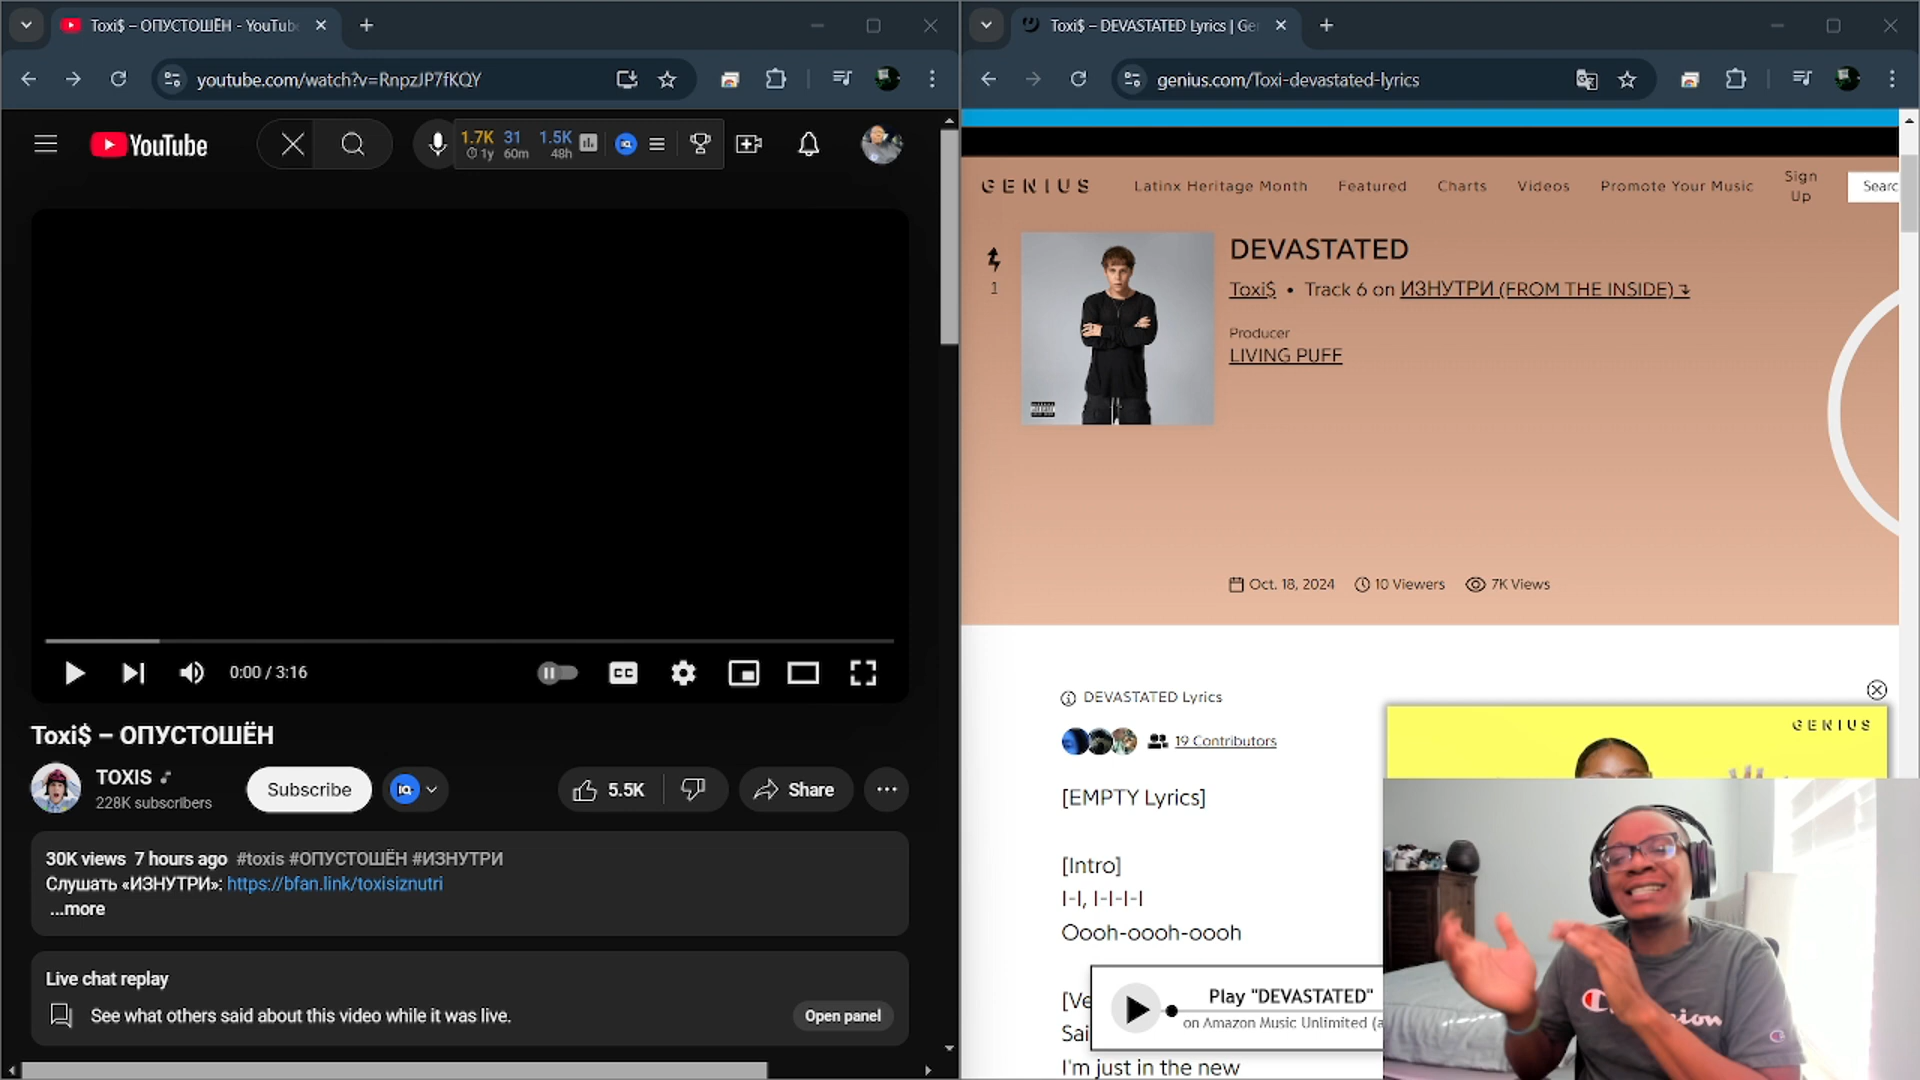 Toxi$ – ОПУСТОШЁН - YouTub
youtube.com/watch?v=RnpzJP7fKQY
YouTube
1.7K 31 1.5K
1y 60m 48h
0:00 / 3:16
Toxi$ – ОПУСТОШЁН
TOXIS
228K subscribers
Subscribe
5.5K
Share
30K views 7 hours ago #toxis #ОПУСТОШЁН #ИЗНУТРИ
Слушать «ИЗНУТРИ»: https://bfan.link/toxisiznutri
...more
Live chat replay
See what others said about this video while it was live.
Open panel
Toxi$ – DEVASTATED Lyrics | Ge
genius.com/Toxi-devastated-lyrics
GENIUS
Latinx Heritage Month Featured Charts Videos Promote Your Music Sign Up Searc
1
DEVASTATED
Toxi$ • Track 6 on ИЗНУТРИ (FROM THE INSIDE)
Producer
LIVING PUFF
Oct. 18, 2024 10 Viewers 7K Views
DEVASTATED Lyrics
19 Contributors
[EMPTY Lyrics]
[Intro]
I-I, I-I-I-I
Oooh-oooh-oooh
[Ve
Sai
I'm just in the new
Play "DEVASTATED"
on Amazon Music Unlimited (a
GENIUS